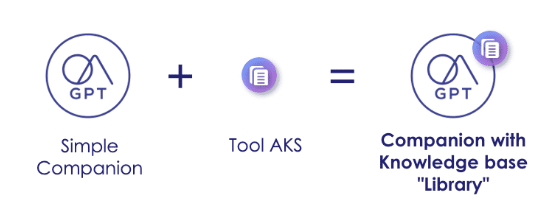 GPT
+
=
GPT
Simple
Companion
Tool AKS
Companion with
Knowledge base
"Library"